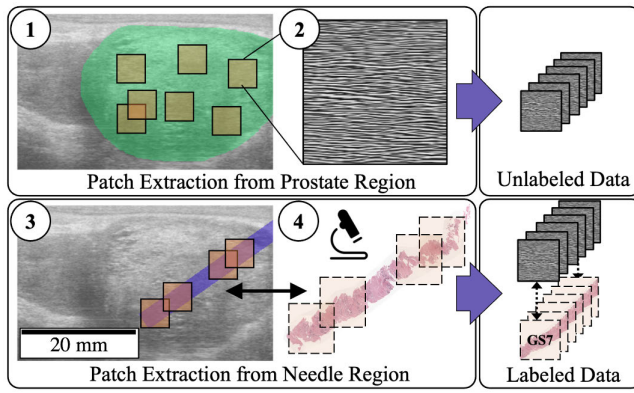 1
2
Patch Extraction from Prostate Region
Unlabeled Data
3
4
20 mm
GS7
Patch Extraction from Needle Region
Labeled Data